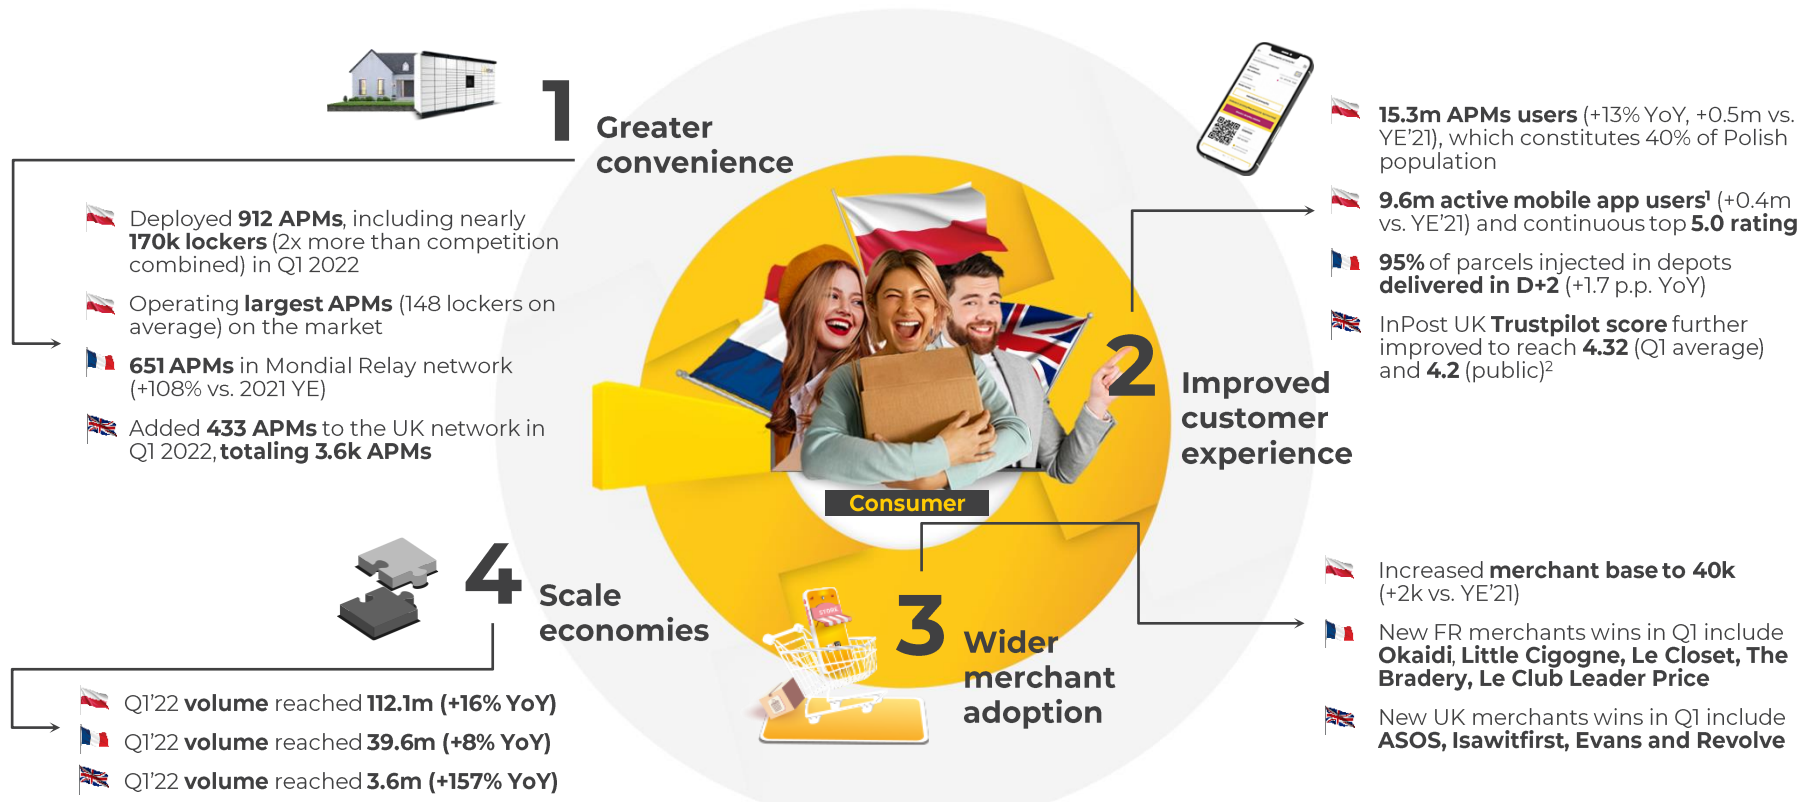 1
Greater
convenience
Deployed 912 APMs, including nearly
170k lockers (2x more than competition
combined) in Q1 2022
Operating largest APMs (148 lockers on
average) on the market
651 APMs in Mondial Relay network
(+108% vs. 2021 YE)
Added 433 APMs to the UK network in
Q1 2022, totaling 3.6k APMs
2
Improved
customer
experience
15.3m APMs users (+13% YoY, +0.5m vs.
YE’21), which constitutes 40% of Polish
population
9.6m active mobile app users¹ (+0.4m
vs. YE’21) and continuous top 5.0 rating
95% of parcels injected in depots
delivered in D+2 (+1.7 p.p. YoY)
InPost UK Trustpilot score further
improved to reach 4.32 (Q1 average)
and 4.2 (public)²
Consumer
3
Wider
merchant
adoption
STORE
Increased merchant base to 40k
(+2k vs. YE’21)
New FR merchants wins in Q1 include
Okaidi, Little Cigogne, Le Closet, The
Bradery, Le Club Leader Price
New UK merchants wins in Q1 include
ASOS, Isawitfirst, Evans and Revolve
4
Scale
economies
Q1’22 volume reached 112.1m (+16% YoY)
Q1’22 volume reached 39.6m (+8% YoY)
Q1’22 volume reached 3.6m (+157% YoY)